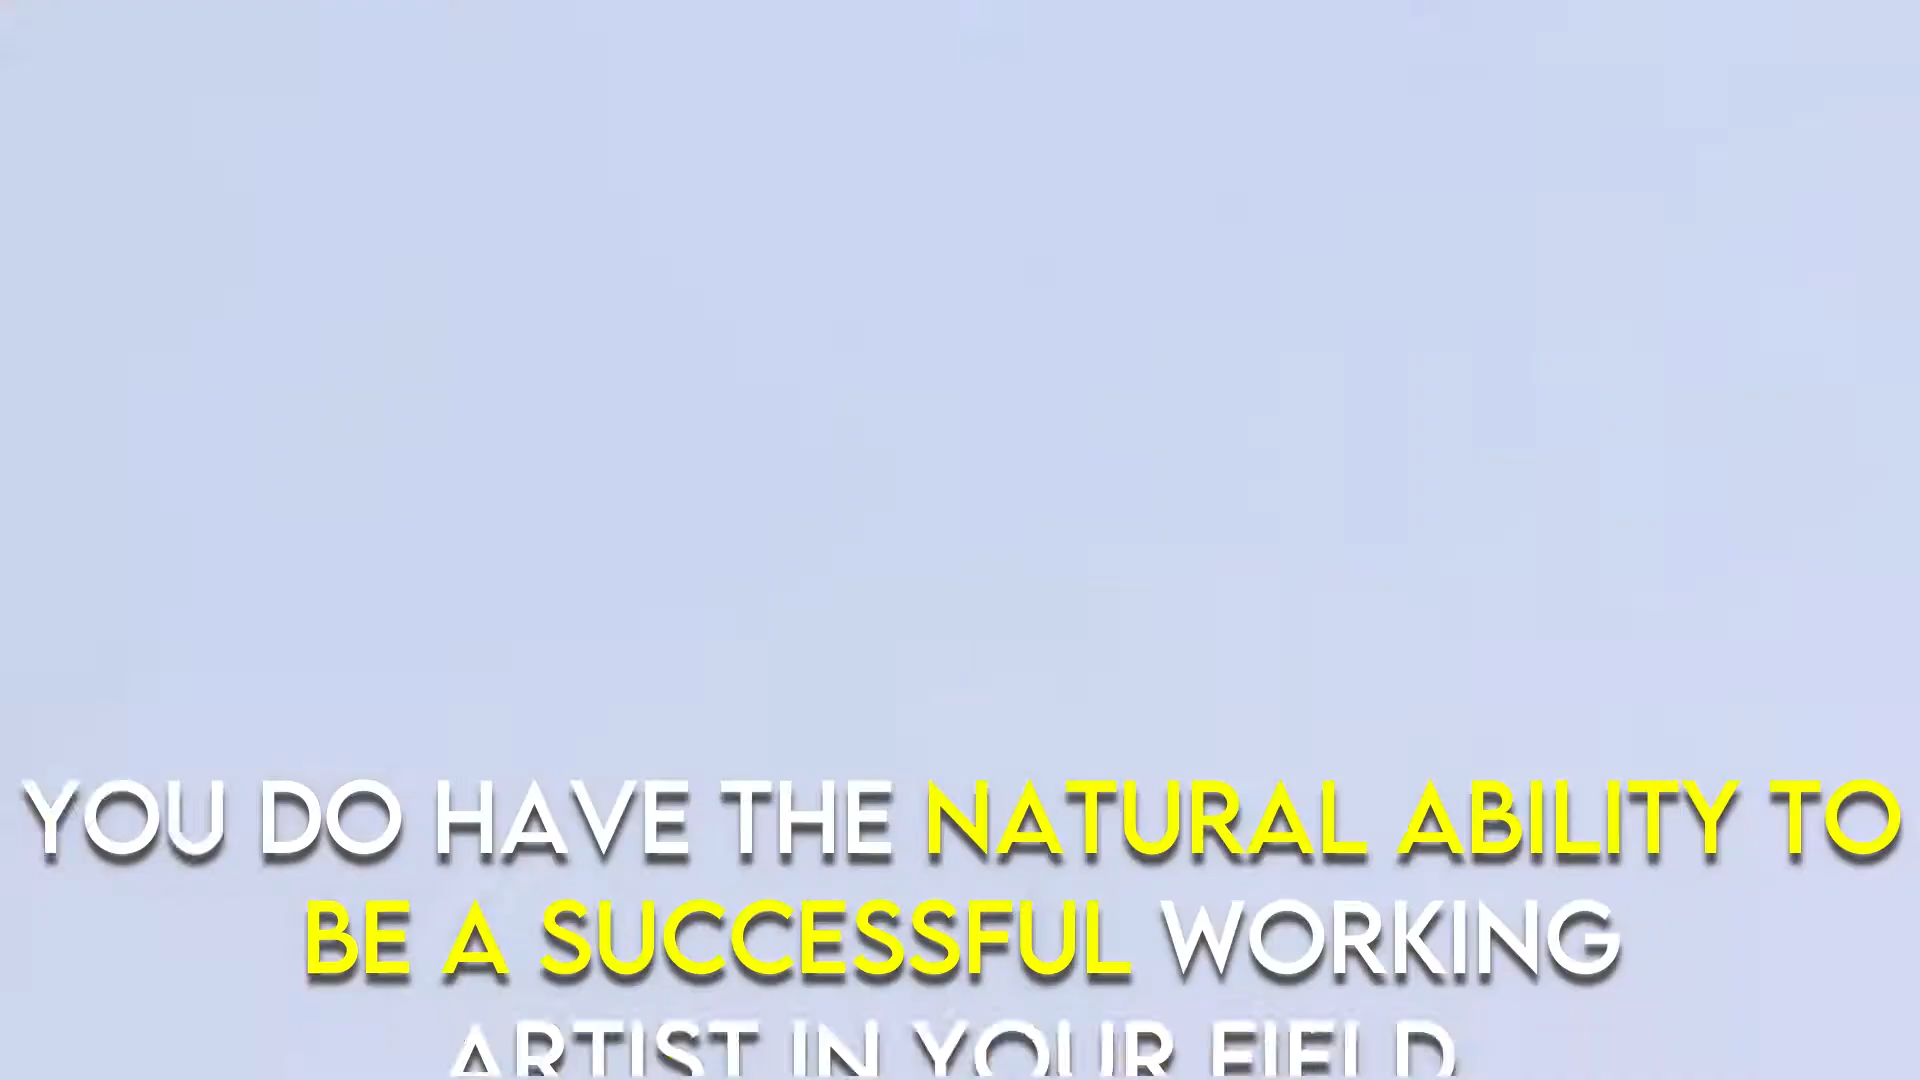 YOU DO HAVE THE NATURAL ABILITY TO
BE A SUCCESSFUL WORKING
ARTIST IN YOUR FIELD